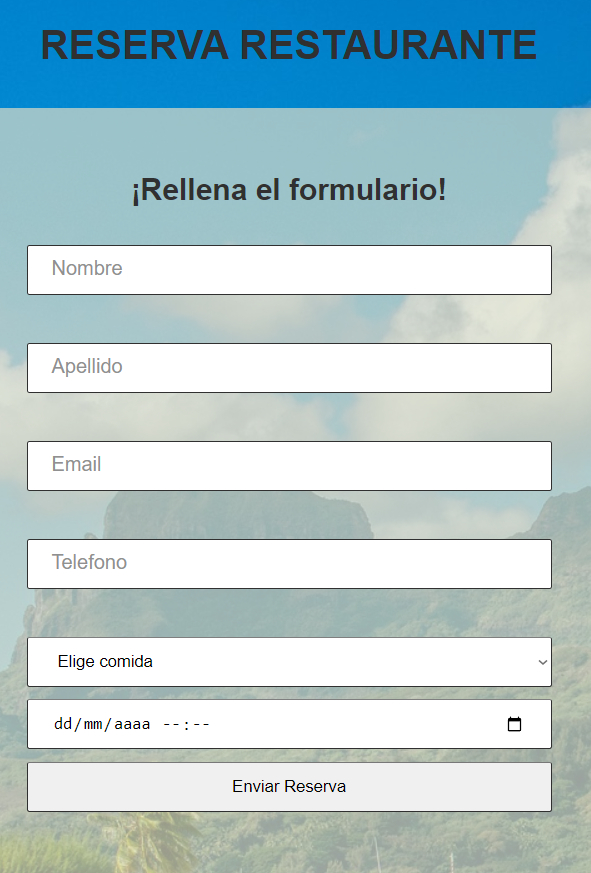 RESERVA RESTAURANTE
¡Rellena el formulario!
Nombre
Apellido
Email
Telefono
Elige comida
dd/mm/aaaa --:--
Enviar Reserva